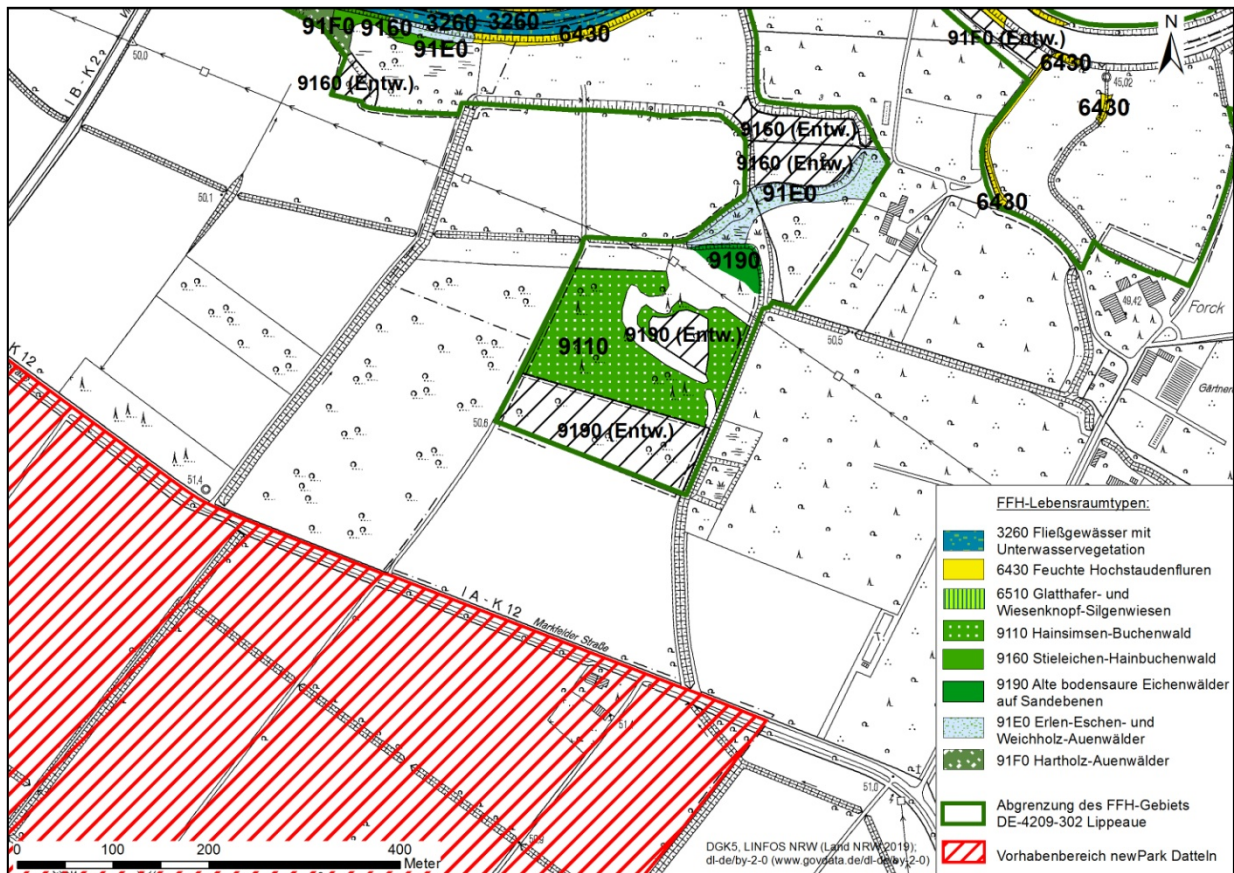 91F0
9160
3260
3260
6430
91E0
91F0 (Entw.)
N
6430
45,02
6430
9160 (Entw.)
IB - K 2
50,0
9160 (Entw.)
9160 (Entw.)
91E0
6430
50,1
9190
49,42
Forck
9190 (Entw.)
9110
50,5
K 12
Gärtner
50,6
9190 (Entw.)
51,4
I A - K 12
Markfelder Straße
51,4
51,0
50,9
FFH-Lebensraumtypen:
3260 Fließgewässer mit
Unterwasservegetation
6430 Feuchte Hochstaudenfluren
6510 Glatthafer- und
Wiesenknopf-Silgenwiesen
9110 Hainsimsen-Buchenwald
9160 Stieleichen-Hainbuchenwald
9190 Alte bodensaure Eichenwälder
auf Sandebenen
91E0 Erlen-Eschen- und
Weichholz-Auenwälder
91F0 Hartholz-Auenwälder
Abgrenzung des FFH-Gebiets
DE-4209-302 Lippeaue
Vorhabenbereich newPark Datteln
0 100 200 400
Meter
DGK5, LINFOS NRW (Land NRW 2019);
dl-de/by-2-0 (www.govdata.de/dl-de/by-2-0)